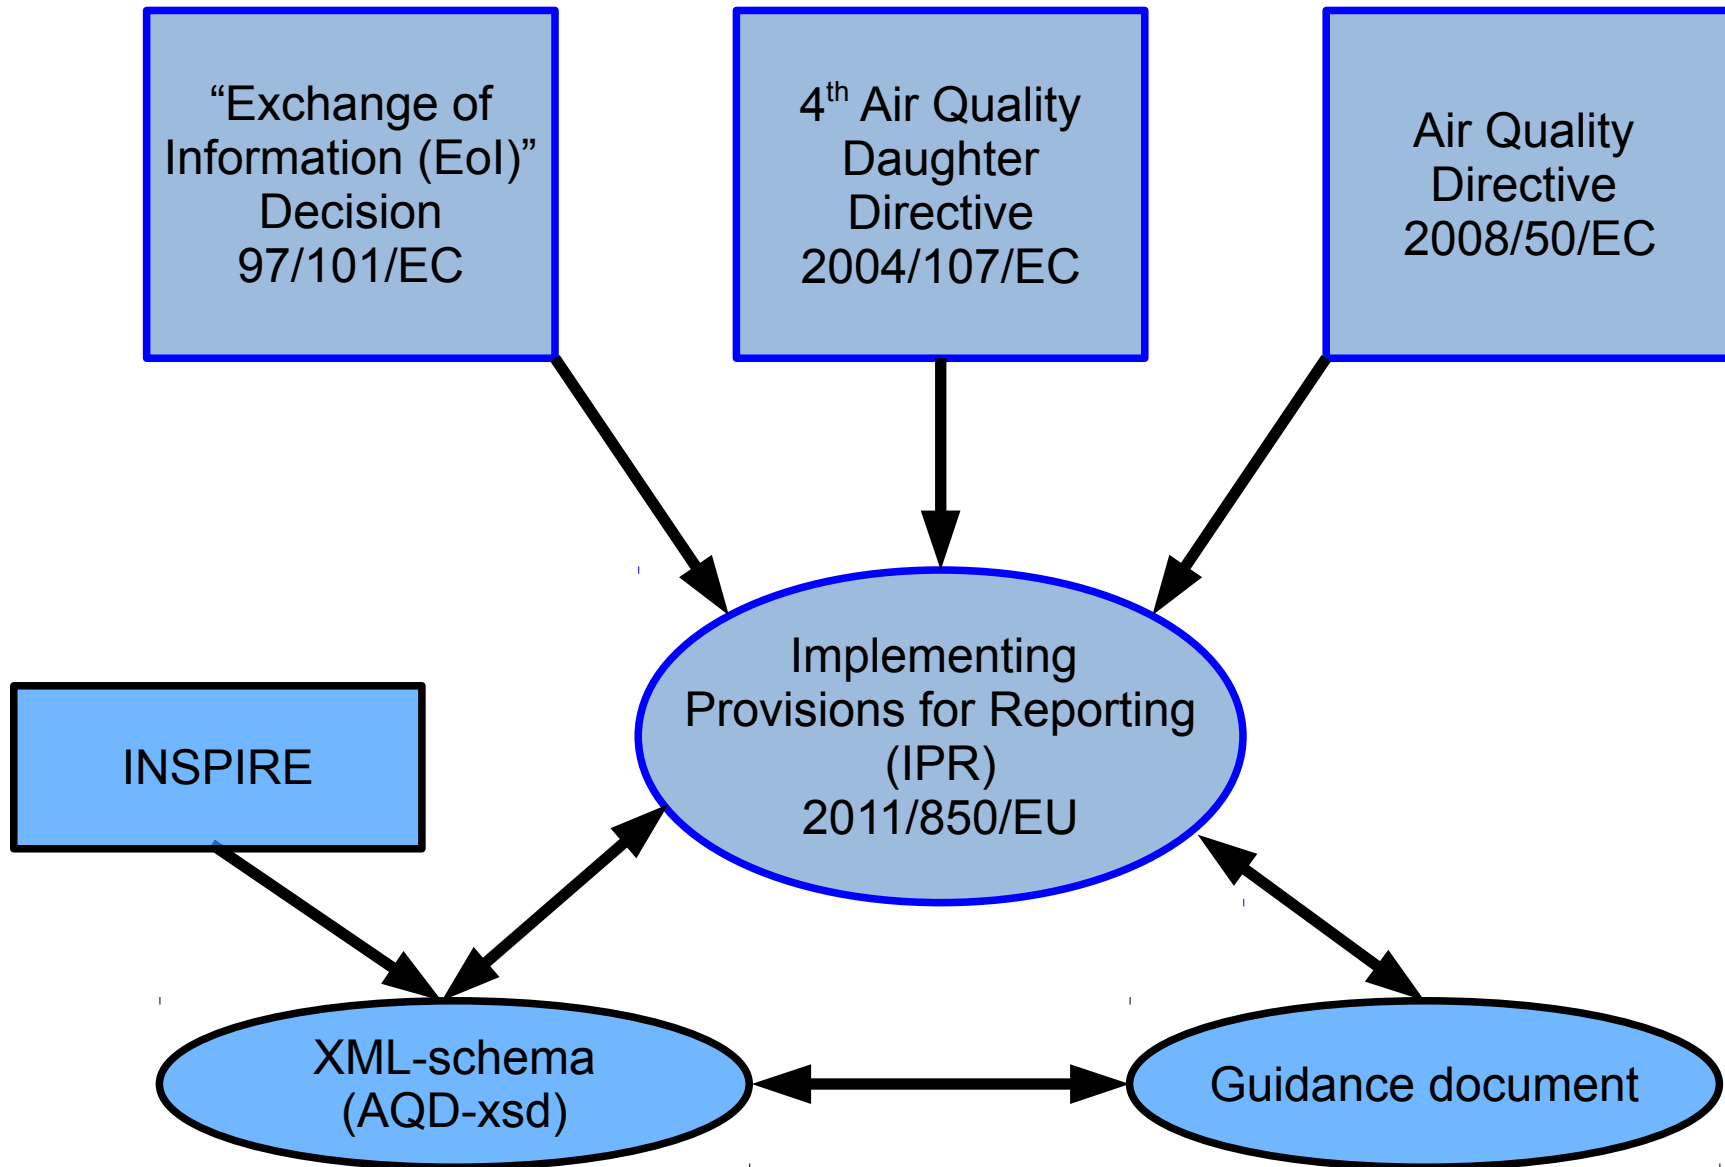 “Exchange of
Information (EoI)”
Decision
97/101/EC
4th Air Quality
Daughter
Directive
2004/107/EC
Air Quality
Directive
2008/50/EC
Implementing
Provisions for Reporting
(IPR)
2011/850/EU
INSPIRE
XML-schema
(AQD-xsd)
Guidance document